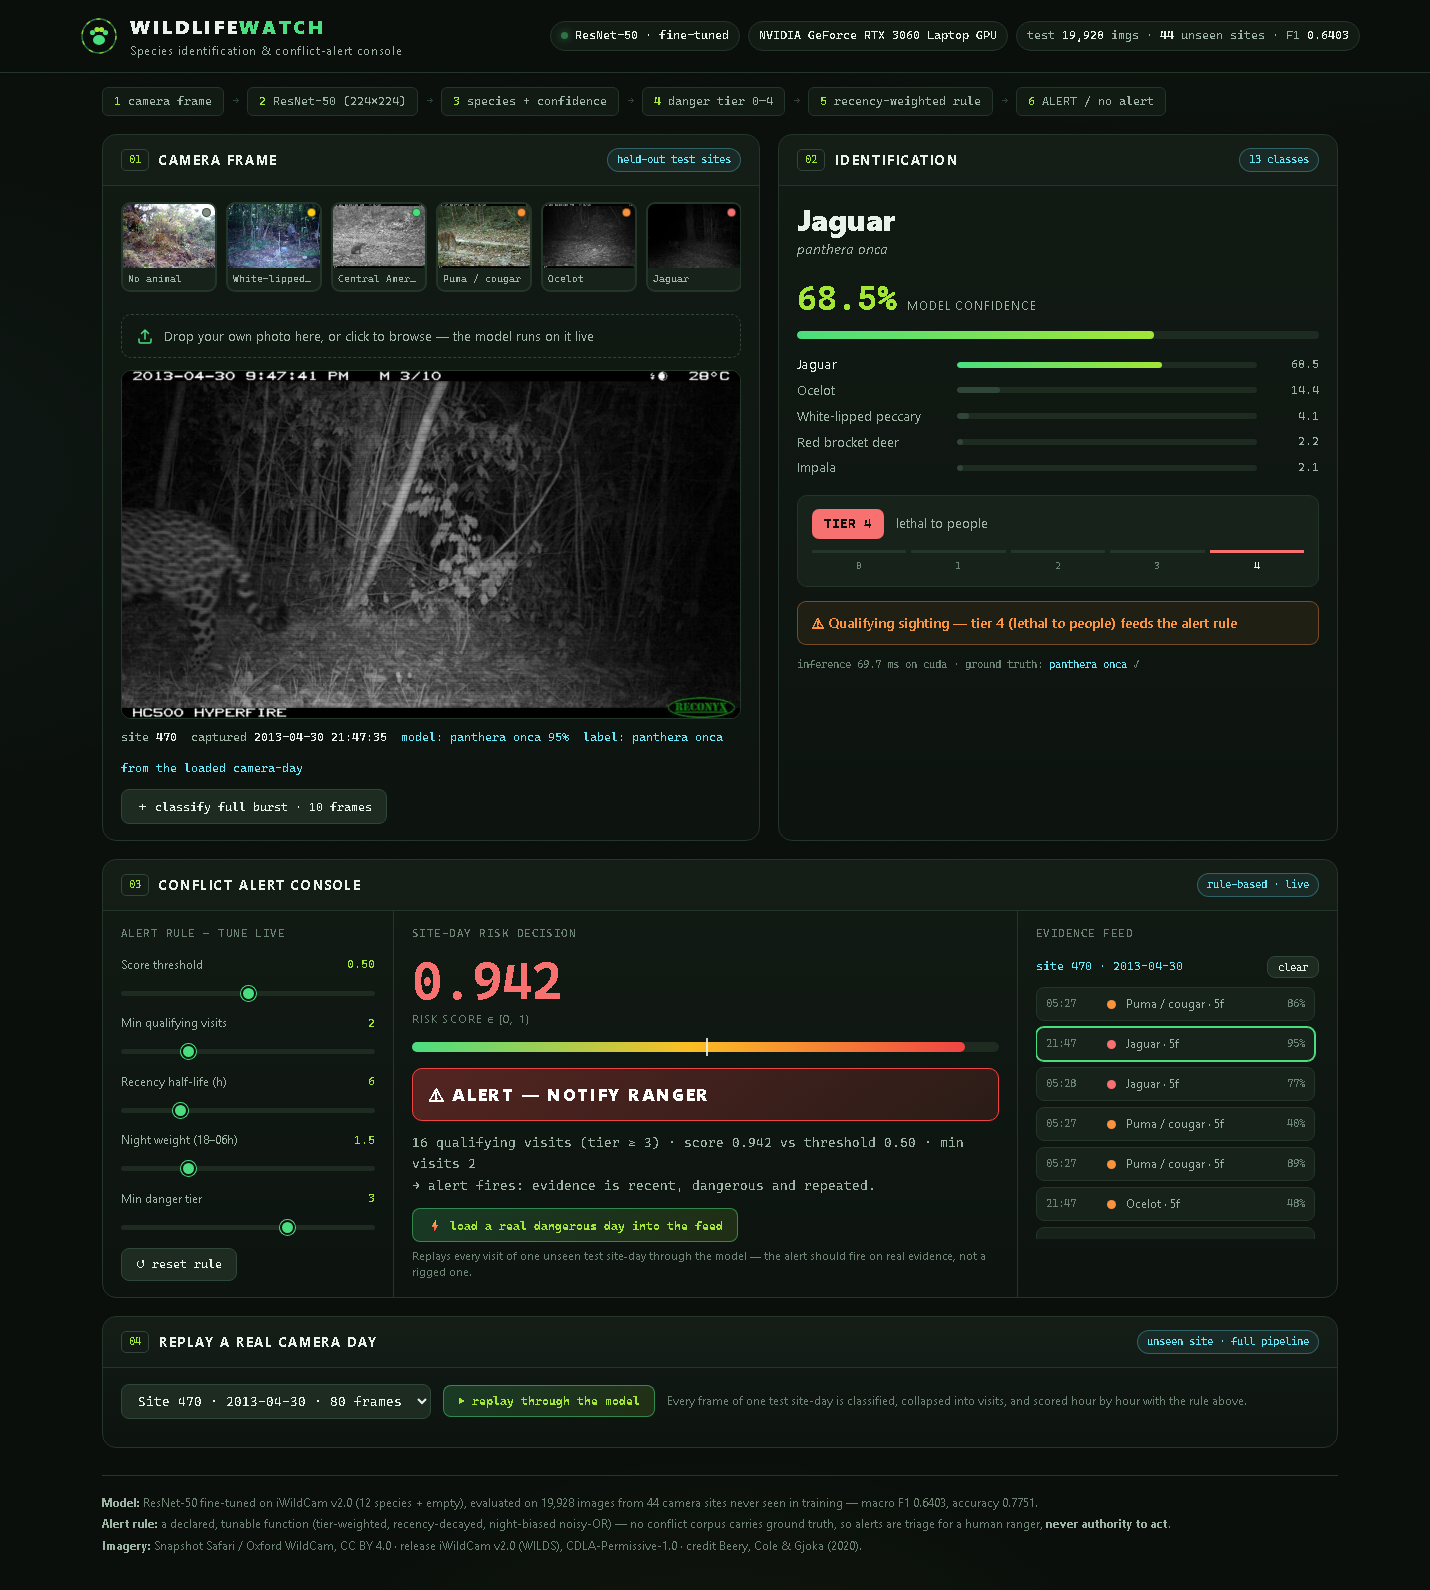 WILDLIFEWATCH
Species identification & conflict-alert console
ResNet-50 · fine-tuned
NVIDIA GeForce RTX 3060 Laptop GPU
test 19,928 imgs · 44 unseen sites · F1 0.6403
1 camera frame → 2 ResNet-50 (224×224) → 3 species + confidence → 4 danger tier 0–4 → 5 recency-weighted rule → 6 ALERT / no alert
01 CAMERA FRAME
held-out test sites
No animal
White-lipped…
Central Amer…
Puma / cougar
Ocelot
Jaguar
Drop your own photo here, or click to browse — the model runs on it live
2013-04-30 9:47:41 PM M 3/10 28°C
HC500 HYPERFIRE
RECONYX
site 470 captured 2013-04-30 21:47:35 model: panthera onca 95% label: panthera onca
from the loaded camera-day
+ classify full burst · 10 frames
02 IDENTIFICATION
13 classes
Jaguar
panthera onca
68.5% MODEL CONFIDENCE
Jaguar 68.5
Ocelot 14.4
White-lipped peccary 4.1
Red brocket deer 2.2
Impala 2.1
TIER 4 lethal to people
0 1 2 3 4
⚠ Qualifying sighting — tier 4 (lethal to people) feeds the alert rule
inference 69.7 ms on cuda · ground truth: panthera onca ✓
03 CONFLICT ALERT CONSOLE
rule-based · live
ALERT RULE — TUNE LIVE
Score threshold 0.50
Min qualifying visits 2
Recency half-life (h) 6
Night weight (18–06h) 1.5
Min danger tier 3
↺ reset rule
SITE-DAY RISK DECISION
0.942
RISK SCORE ∈ [0, 1)
⚠ ALERT — NOTIFY RANGER
16 qualifying visits (tier ≥ 3) · score 0.942 vs threshold 0.50 · min
visits 2
→ alert fires: evidence is recent, dangerous and repeated.
⚡ load a real dangerous day into the feed
Replays every visit of one unseen test site-day through the model — the alert should fire on real evidence, not a
rigged one.
EVIDENCE FEED
site 470 · 2013-04-30
clear
05:27 Puma / cougar · 5f 86%
21:47 Jaguar · 5f 95%
05:28 Jaguar · 5f 77%
05:27 Puma / cougar · 5f 40%
05:27 Puma / cougar · 5f 89%
21:47 Ocelot · 5f 48%
04 REPLAY A REAL CAMERA DAY
unseen site · full pipeline
Site 470 · 2013-04-30 · 80 frames
▶ replay through the model
Every frame of one test site-day is classified, collapsed into visits, and scored hour by hour with the rule above.
Model: ResNet-50 fine-tuned on iWildCam v2.0 (12 species + empty), evaluated on 19,928 images from 44 camera sites never seen in training — macro F1 0.6403, accuracy 0.7751.
Alert rule: a declared, tunable function (tier-weighted, recency-decayed, night-biased noisy-OR) — no conflict corpus carries ground truth, so alerts are triage for a human ranger, never authority to act.
Imagery: Snapshot Safari / Oxford WildCam, CC BY 4.0 · release iWildCam v2.0 (WILDS), CDLA-Permissive-1.0 · credit Beery, Cole & Gjoka (2020).